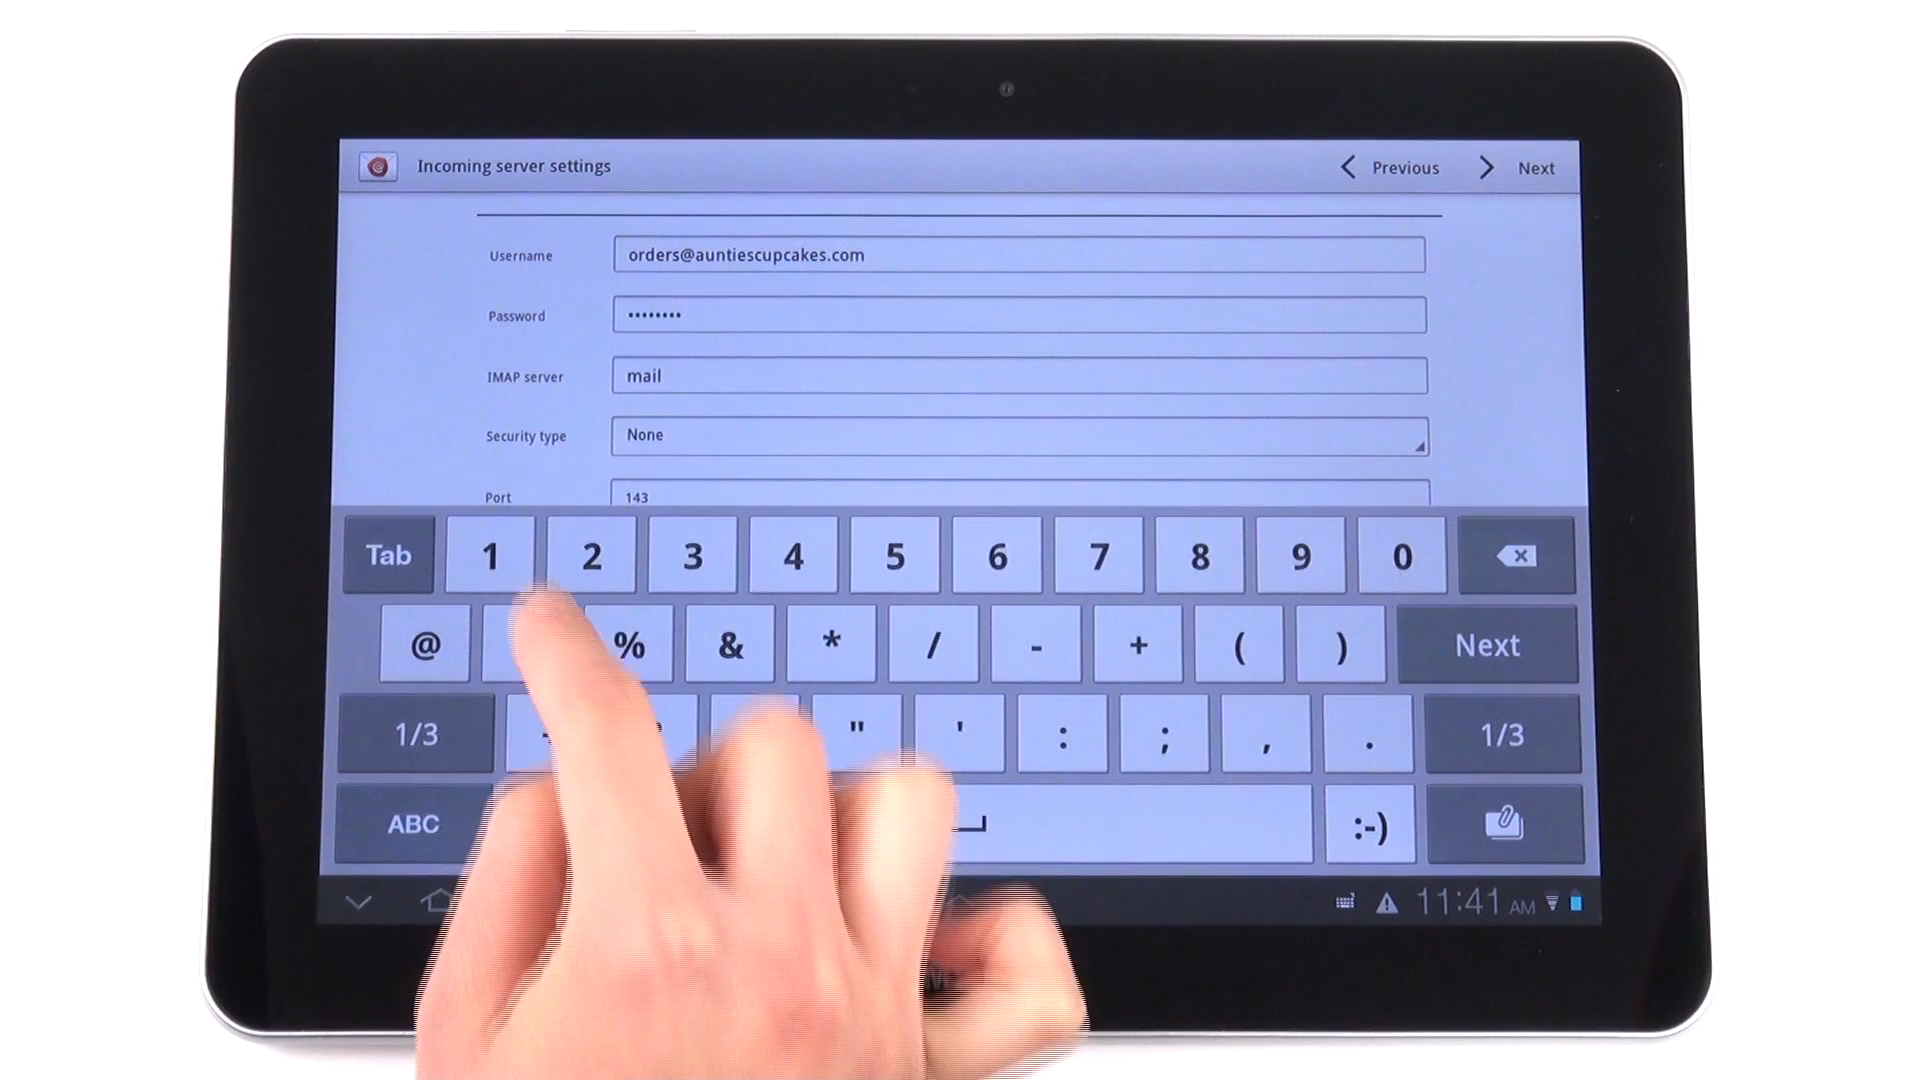 Incoming server settings
Previous
Next
Username
orders@auntiescupcakes.com
Password
••••••••
IMAP server
mail
Security type
None
Port
143
Tab 1 2 3 4 5 6 7 8 9 0
@ % & * / - + ( ) Next
1/3 " ' : ; , . 1/3
ABC :-)
11:41 AM